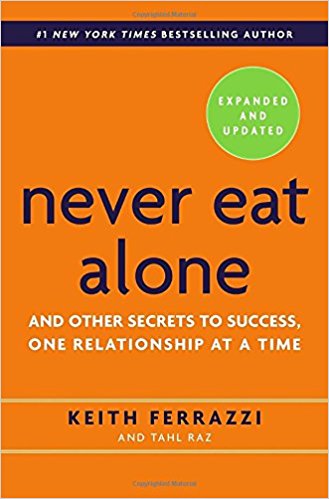 #1 NEW YORK TIMES BESTSELLING AUTHOR
EXPANDED
AND
UPDATED
never eat
alone
AND OTHER SECRETS TO SUCCESS,
ONE RELATIONSHIP AT A TIME
KEITH FERRAZZI
AND TAHL RAZ